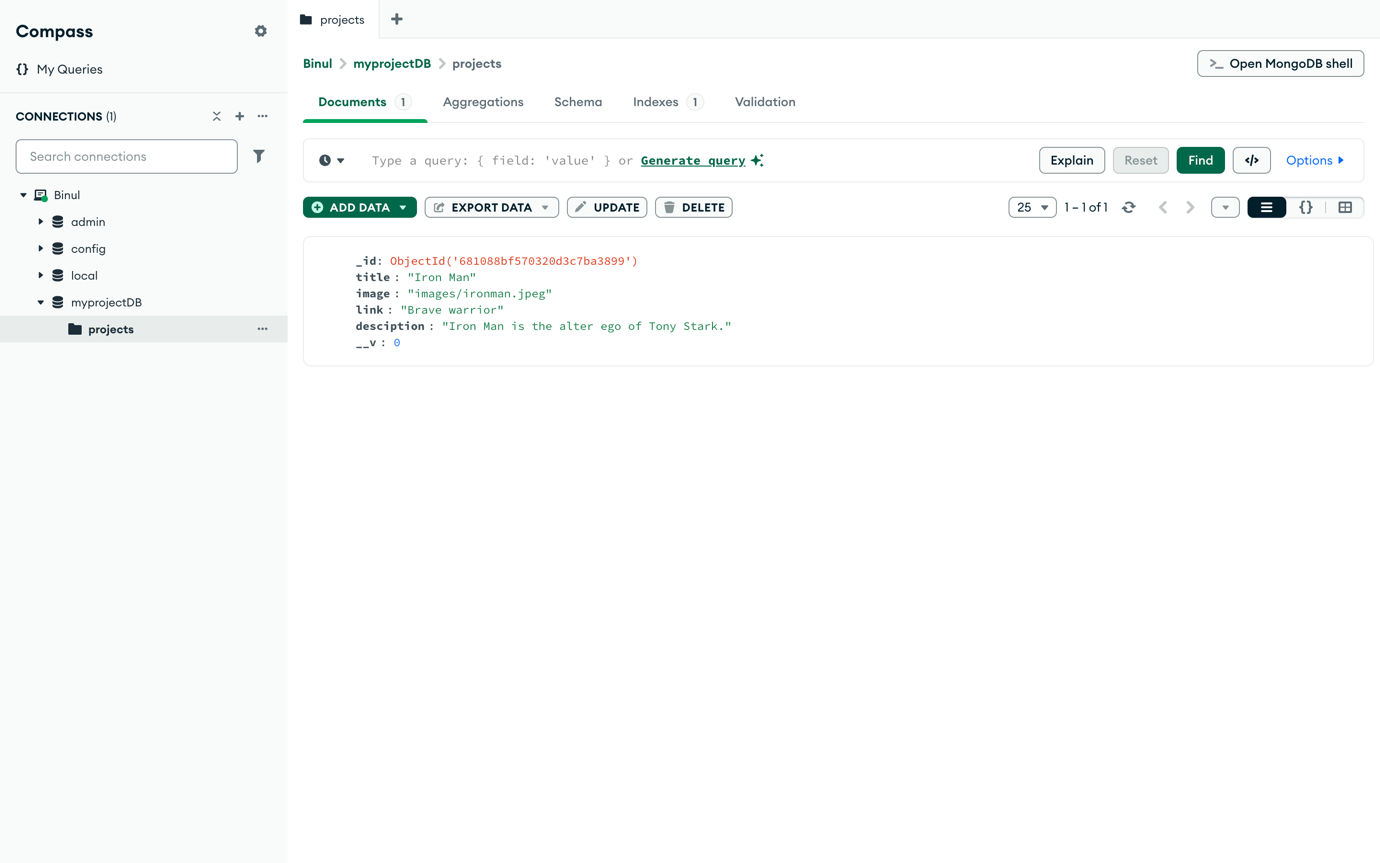 Compass
{} My Queries
CONNECTIONS (1)
Search connections
Binul
admin
config
local
myprojectDB
projects
projects
Binul > myprojectDB > projects
>_ Open MongoDB shell
Documents 1 Aggregations Schema Indexes 1 Validation
Type a query: { field: 'value' } or Generate query
Explain Reset Find </> Options
ADD DATA EXPORT DATA UPDATE DELETE
25 1 – 1 of 1 {}
_id: ObjectId('681088bf570320d3c7ba3899')
title : "Iron Man"
image : "images/ironman.jpeg"
link : "Brave warrior"
desciption : "Iron Man is the alter ego of Tony Stark."
__v : 0